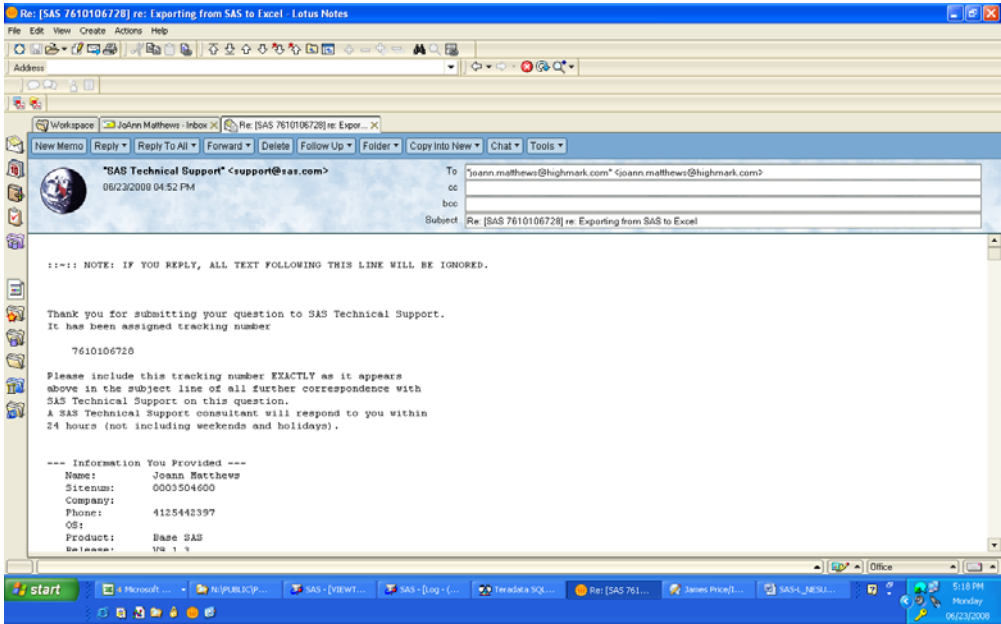 Re: [SAS 7610106728] re: Exporting from SAS to Excel - Lotus Notes
File Edit View Create Actions Help
Address
Workspace JoAnn Matthews - Inbox Re: [SAS 7610106728] re: Expor...
New Memo Reply Reply To All Forward Delete Follow Up Folder Copy Into New Chat Tools
"SAS Technical Support" <support@sas.com>
06/23/2008 04:52 PM
To "joann.matthews@highmark.com" <joann.matthews@highmark.com>
cc
bcc
Subject Re: [SAS 7610106728] re: Exporting from SAS to Excel
::~:: NOTE: IF YOU REPLY, ALL TEXT FOLLOWING THIS LINE WILL BE IGNORED.
Thank you for submitting your question to SAS Technical Support.
It has been assigned tracking number
7610106728
Please include this tracking number EXACTLY as it appears
above in the subject line of all further correspondence with
SAS Technical Support on this question.
A SAS Technical Support consultant will respond to you within
24 hours (not including weekends and holidays).
--- Information You Provided ---
Name: Joann Matthews
Sitenum: 0003504600
Company:
Phone: 4125442397
OS:
Product: Base SAS
Release: V9.1.3
Office
start 4 Microsoft ... N:\PUBLIC\P... SAS - [VIEWT... SAS - [Log - (... Teradata SQL... Re: [SAS 761... James Price/I... SAS-L_NESU... 5:18 PM
Monday
06/23/2008